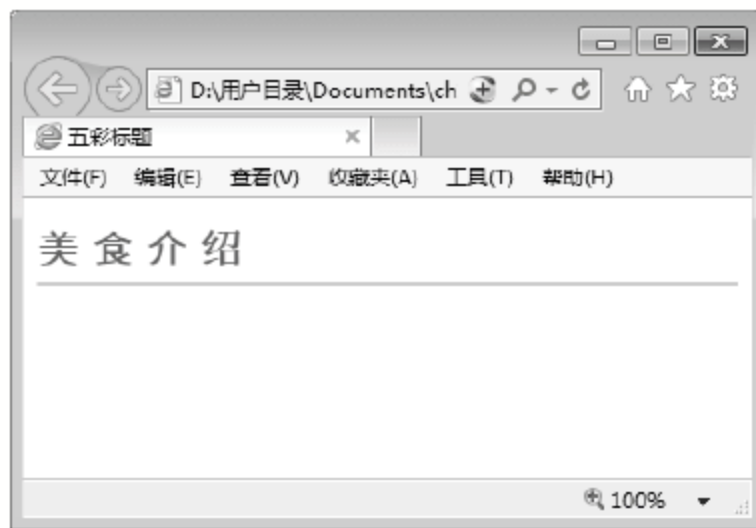 D:\用户目录\Documents\ch
五彩标题
文件(F) 编辑(E) 查看(V) 收藏夹(A) 工具(T) 帮助(H)
美食介绍
100%